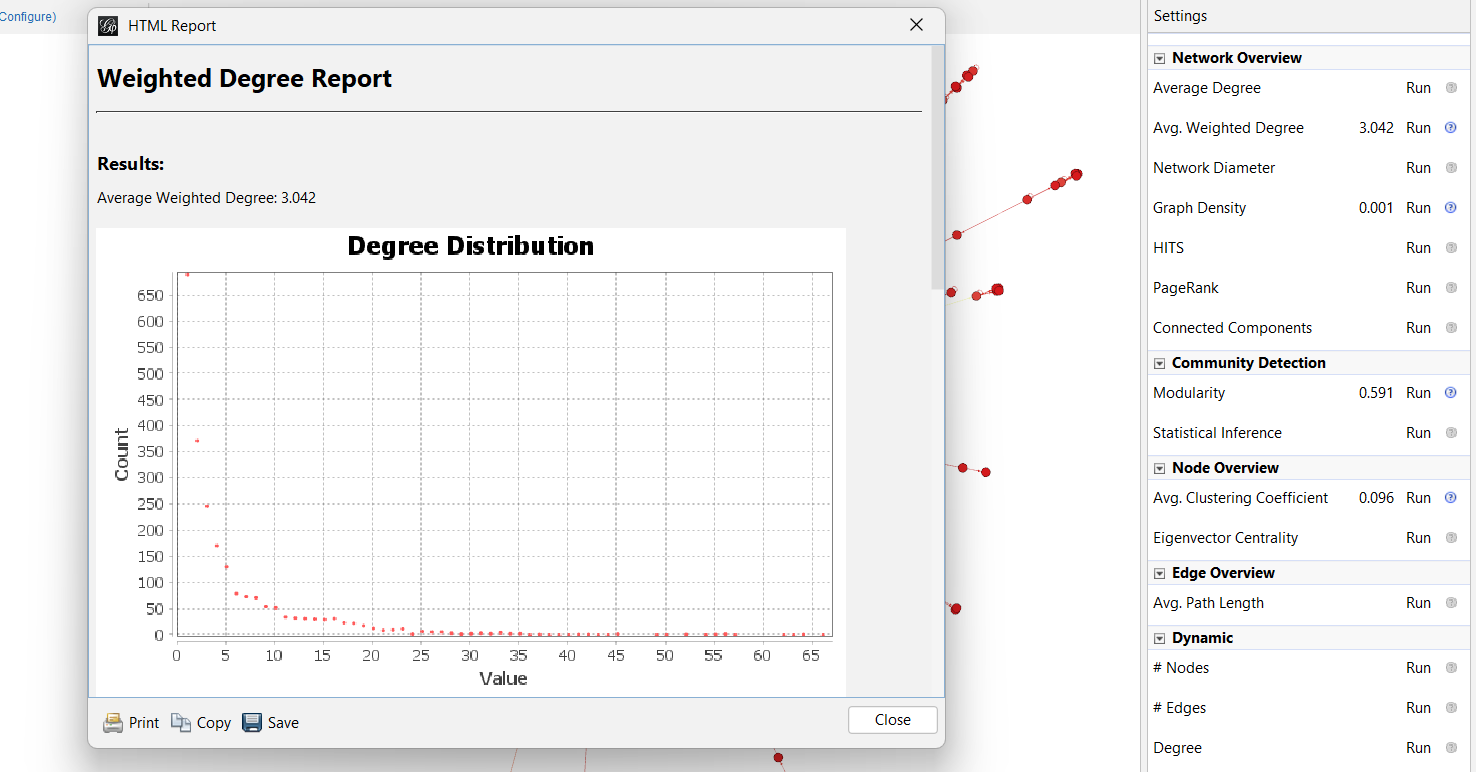 Configure)
HTML Report
Weighted Degree Report
Results:
Average Weighted Degree: 3.042
Degree Distribution
650
600
550
500
450
400
350
300
250
200
150
100
50
0
Count
0 5 10 15 20 25 30 35 40 45 50 55 60 65
Value
Print Copy Save Close
Settings
Network Overview
Average Degree Run
Avg. Weighted Degree 3.042 Run
Network Diameter Run
Graph Density 0.001 Run
HITS Run
PageRank Run
Connected Components Run
Community Detection
Modularity 0.591 Run
Statistical Inference Run
Node Overview
Avg. Clustering Coefficient 0.096 Run
Eigenvector Centrality Run
Edge Overview
Avg. Path Length Run
Dynamic
# Nodes Run
# Edges Run
Degree Run